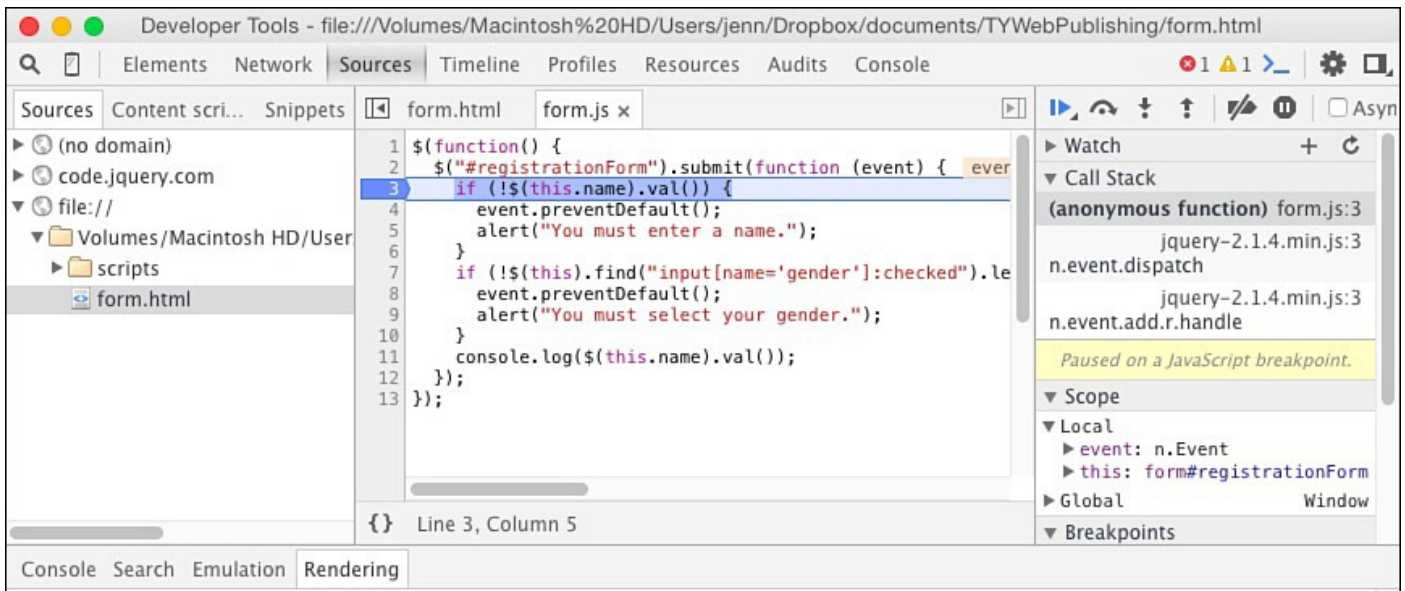 Developer Tools - file:///Volumes/Macintosh%20HD/Users/jenn/Dropbox/documents/TYWebPublishing/form.html
Elements Network Sources Timeline Profiles Resources Audits Console 1 1
Sources Content scri... Snippets
(no domain)
code.jquery.com
file://
Volumes/Macintosh HD/User
scripts
form.html
form.html form.js ×
1 $(function() {
2 $("#registrationForm").submit(function (event) { ever
3 if (!$(this.name).val()) {
4 event.preventDefault();
5 alert("You must enter a name.");
6 }
7 if (!$(this).find("input[name='gender']:checked").le
8 event.preventDefault();
9 alert("You must select your gender.");
10 }
11 console.log($(this.name).val());
12 });
13 });
{} Line 3, Column 5
Asyn
Watch +
Call Stack
(anonymous function) form.js:3
jquery-2.1.4.min.js:3
n.event.dispatch
jquery-2.1.4.min.js:3
n.event.add.r.handle
Paused on a JavaScript breakpoint.
Scope
Local
event: n.Event
this: form#registrationForm
Global Window
Breakpoints
Console Search Emulation Rendering